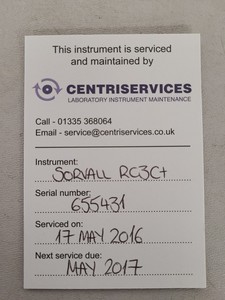 This instrument is serviced
and maintained by
CENTRISERVICES
LABORATORY INSTRUMENT MAINTENANCE
Call - 01335 368064
Email - service@centriservices.co.uk
Instrument:
SORVALL RC3C+
Serial number:
655431
Serviced on:
17 MAY 2016
Next service due:
MAY 2017